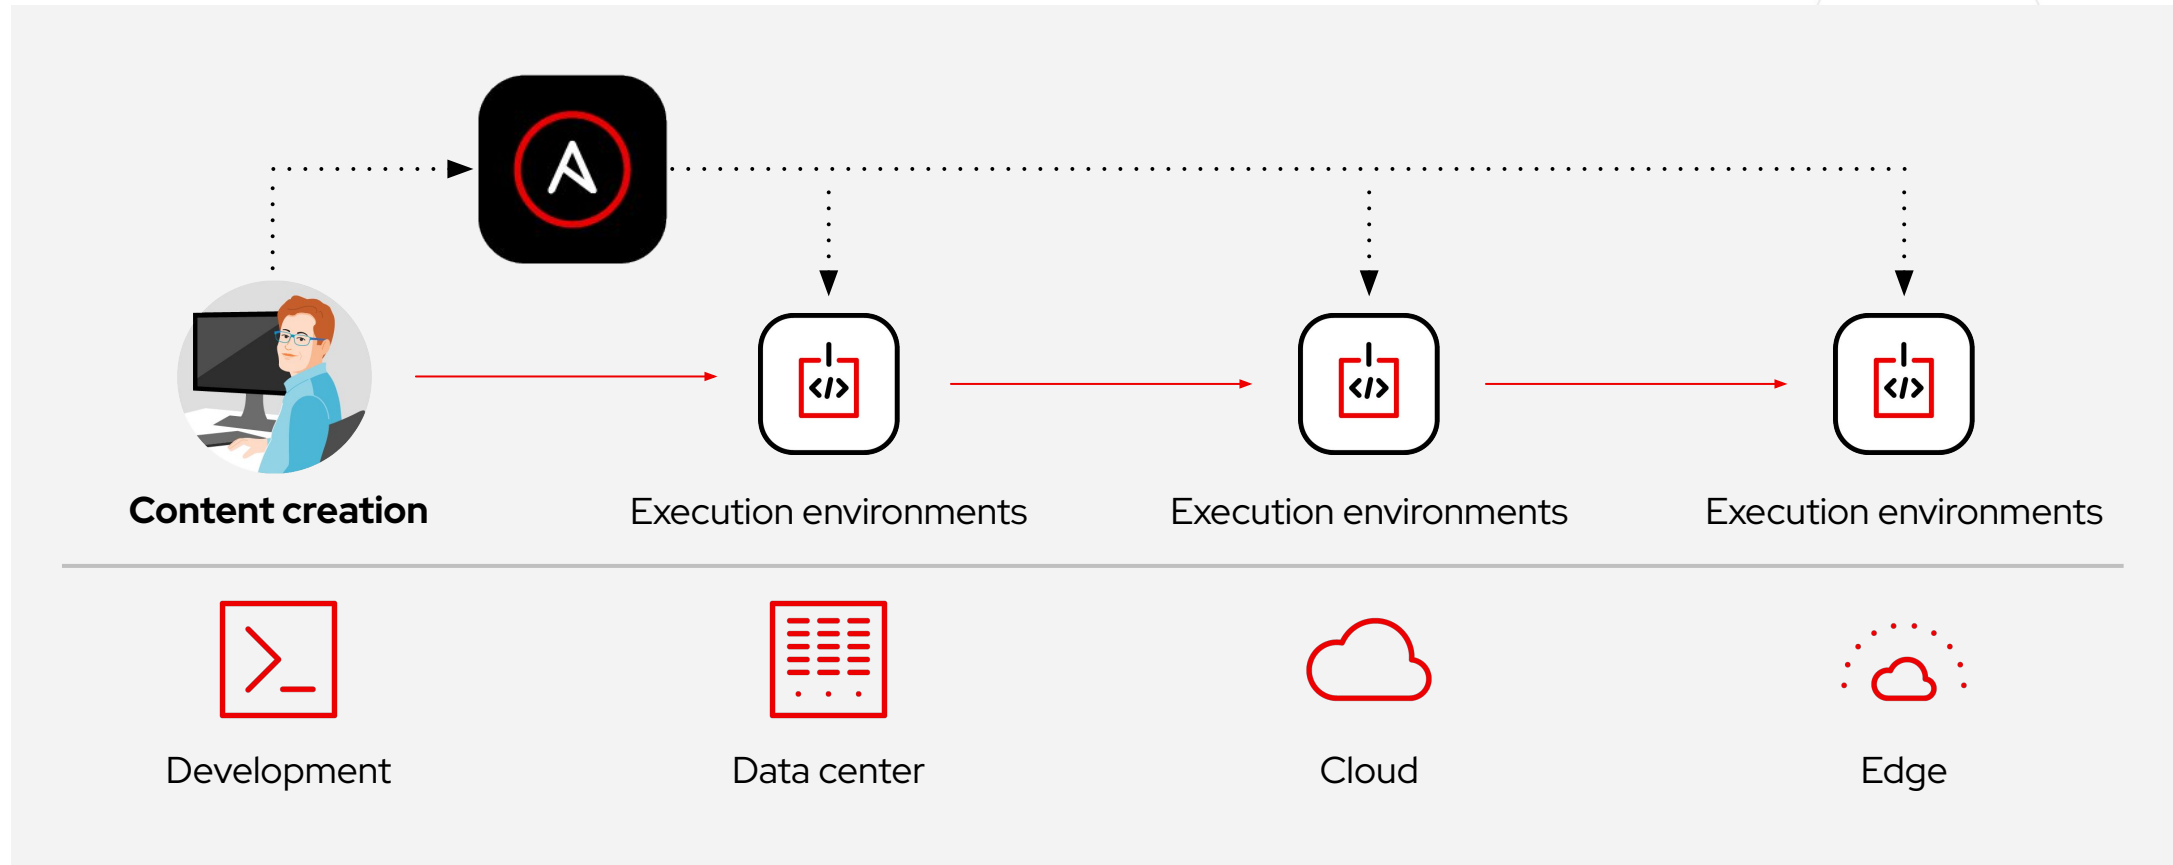 Content creation
Execution environments
Execution environments
Execution environments
Development
Data center
Cloud
Edge